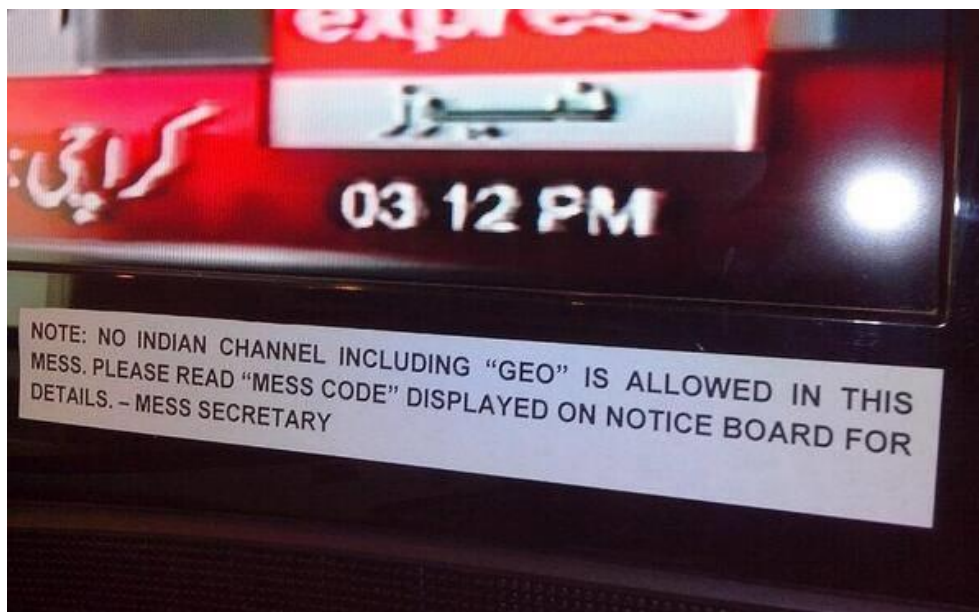 express
نیوز
کراچی:
03 12 PM
NOTE: NO INDIAN CHANNEL INCLUDING “GEO” IS ALLOWED IN THIS
MESS. PLEASE READ “MESS CODE” DISPLAYED ON NOTICE BOARD FOR
DETAILS. – MESS SECRETARY